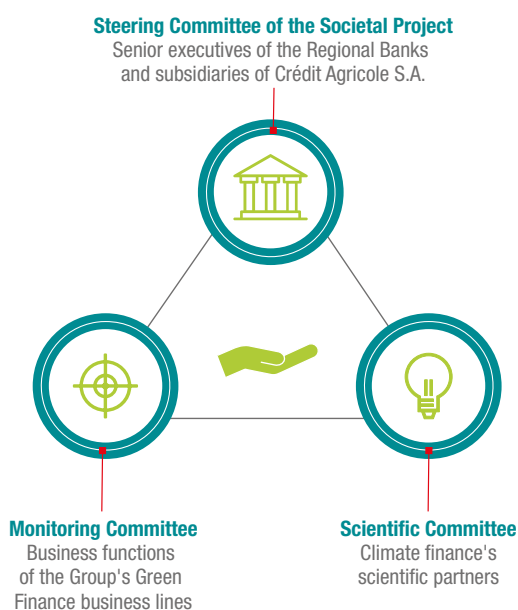 Steering Committee of the Societal Project
Senior executives of the Regional Banks
and subsidiaries of Crédit Agricole S.A.
Monitoring Committee
Business functions
of the Group's Green
Finance business lines
Scientific Committee
Climate finance's
scientific partners